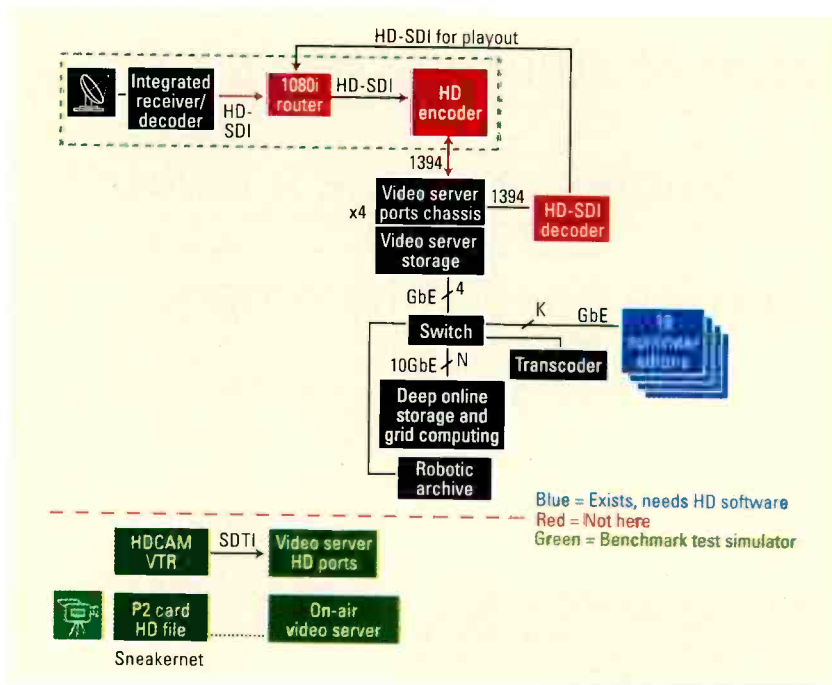 HD-SDI for playout
Integrated
receiver/
decoder
HD-
SDI
1080i
router
HD-SDI
HD
encoder
1394
x4
Video server
ports chassis
1394
HD-SDI
decoder
Video server
storage
GbE
4
Switch
K
GbE
10GbE
N
Transcoder
Deep online
storage and
grid computing
Robotic
archive
Blue = Exists, needs HD software
Red = Not here
Green = Benchmark test simulator
HDCAM
VTR
SDTI
Video server
HD ports
P2 card
HD file
On-air
video server
Sneakernet